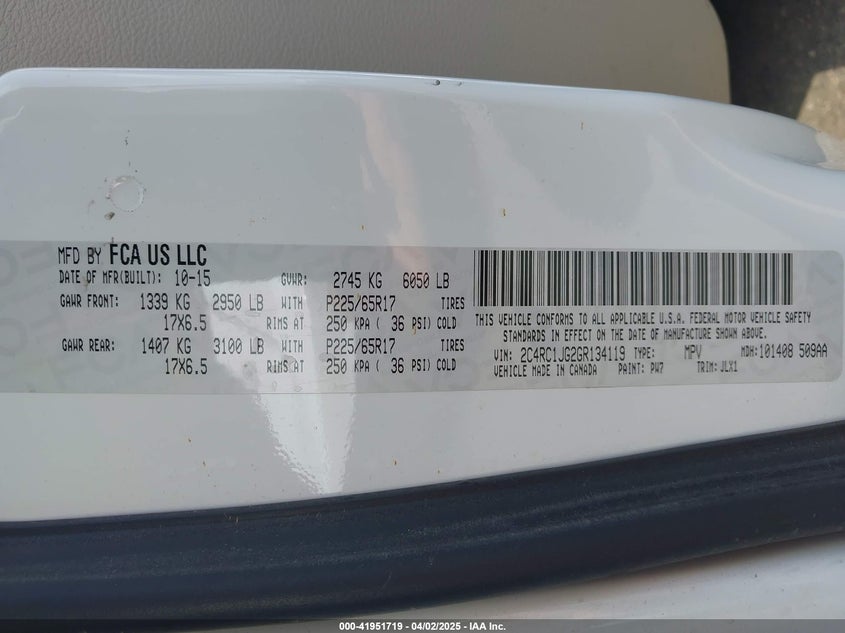 MFD BY FCA US LLC
DATE OF MFR(BUILT): 10-15 GVWR: 2745 KG 6050 LB
GAWR FRONT: 1339 KG 2950 LB WITH P225/65R17 TIRES
17X6.5 RIMS AT 250 KPA ( 36 PSI) COLD
GAWR REAR: 1407 KG 3100 LB WITH P225/65R17 TIRES
17X6.5 RIMS AT 250 KPA ( 36 PSI) COLD
THIS VEHICLE CONFORMS TO ALL APPLICABLE U.S.A. FEDERAL MOTOR VEHICLE SAFETY
STANDARDS IN EFFECT ON THE DATE OF MANUFACTURE SHOWN ABOVE.
VIN: 2C4RC1JG2GR134119 TYPE: MPV MDH:101408 509AA
VEHICLE MADE IN CANADA PAINT: PW7 TRIM: JLX1
000-41951719 - 04/02/2025 - IAA Inc.